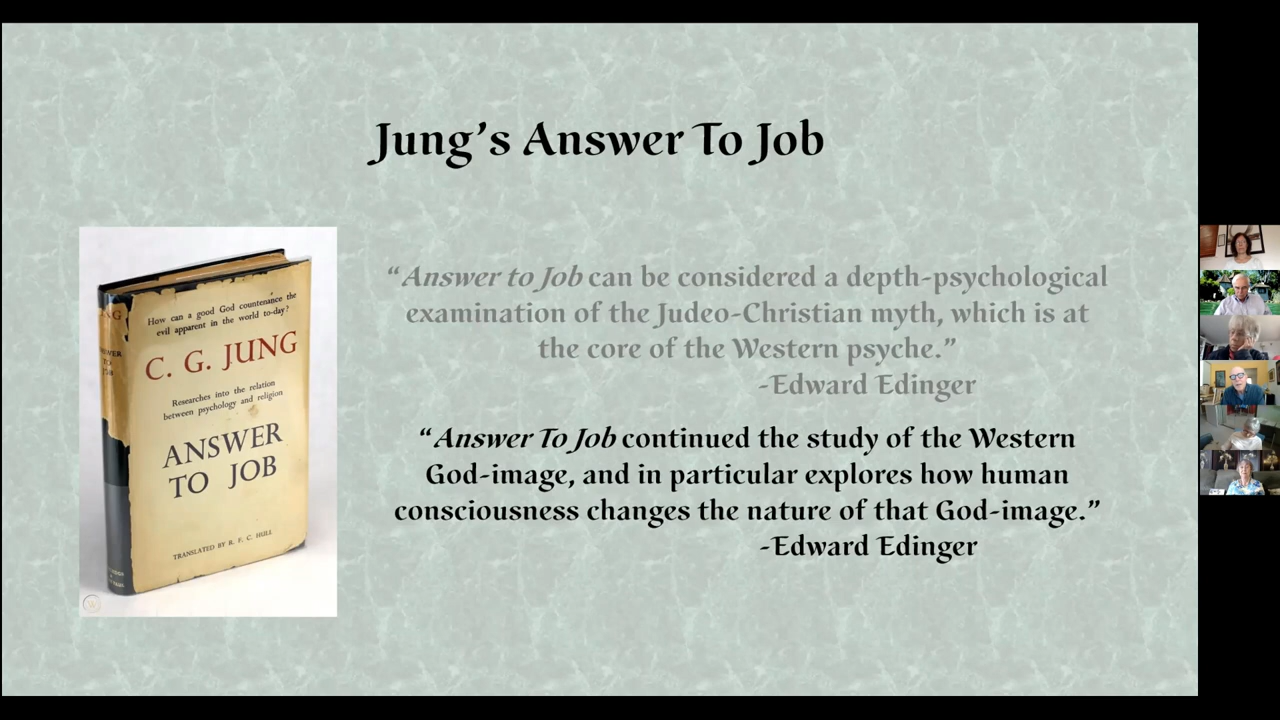 Jung’s Answer To Job
How can a good God countenance the
evil apparent in the world to-day?
C. G. JUNG
Researches into the relation
between psychology and religion
ANSWER
TO JOB
TRANSLATED BY R. F. C. HULL
“Answer to Job can be considered a depth-psychological
examination of the Judeo-Christian myth, which is at
the core of the Western psyche.”
-Edward Edinger
“Answer To Job continued the study of the Western
God-image, and in particular explores how human
consciousness changes the nature of that God-image.”
-Edward Edinger